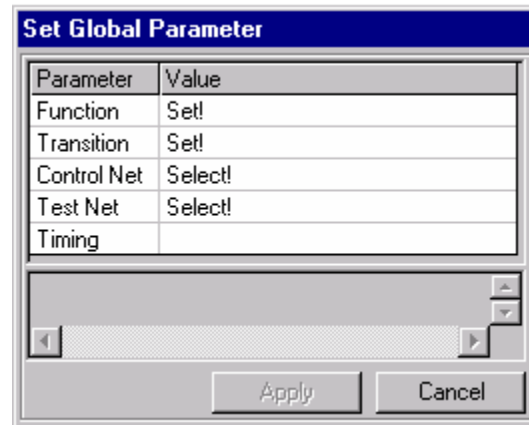 Set Global Parameter
Parameter Value
Function Set!
Transition Set!
Control Net Select!
Test Net Select!
Timing
Apply Cancel